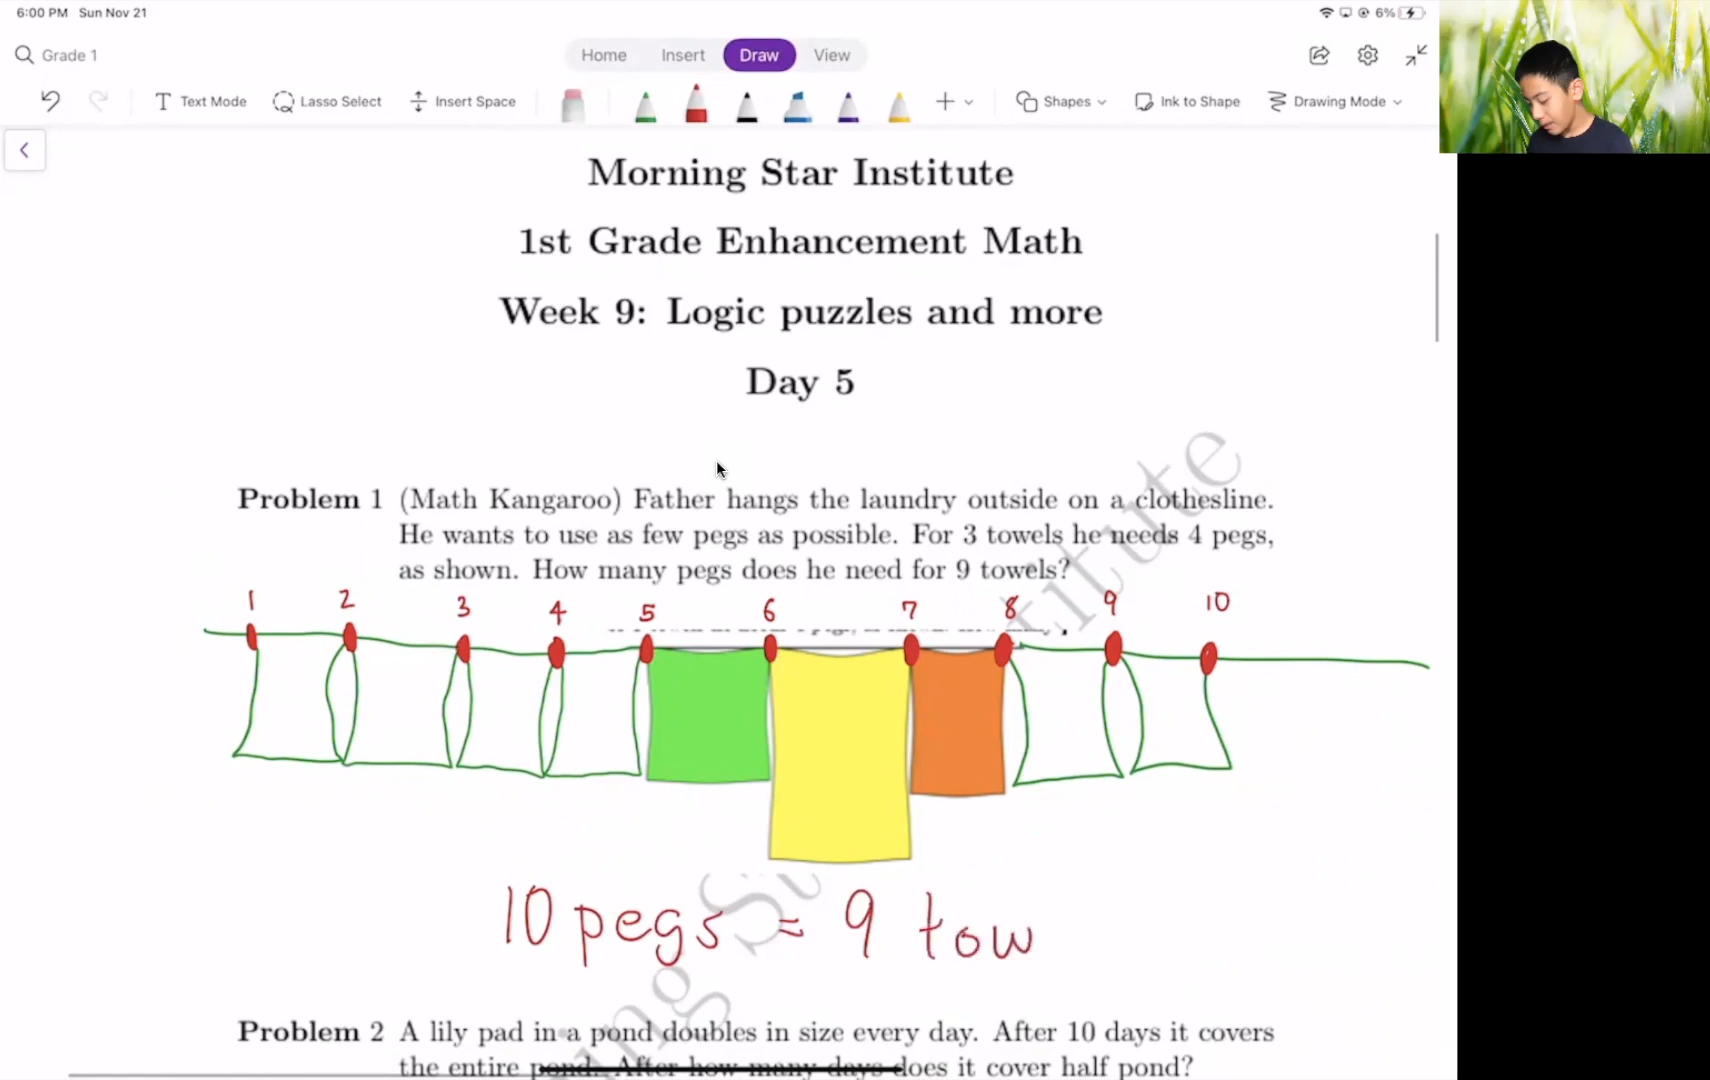 6:00 PM Sun Nov 21
6%
Grade 1
Home Insert Draw View
Text Mode Lasso Select Insert Space Shapes Ink to Shape Drawing Mode
Morning Star Institute
1st Grade Enhancement Math
Week 9: Logic puzzles and more
Day 5
Problem 1 (Math Kangaroo) Father hangs the laundry outside on a clothesline.
He wants to use as few pegs as possible. For 3 towels he needs 4 pegs,
as shown. How many pegs does he need for 9 towels?
1 2 3 4 5 6 7 8 9 10
10 pegs = 9 tow
Problem 2 A lily pad in a pond doubles in size every day. After 10 days it covers
the entire pond. After how many days does it cover half pond?